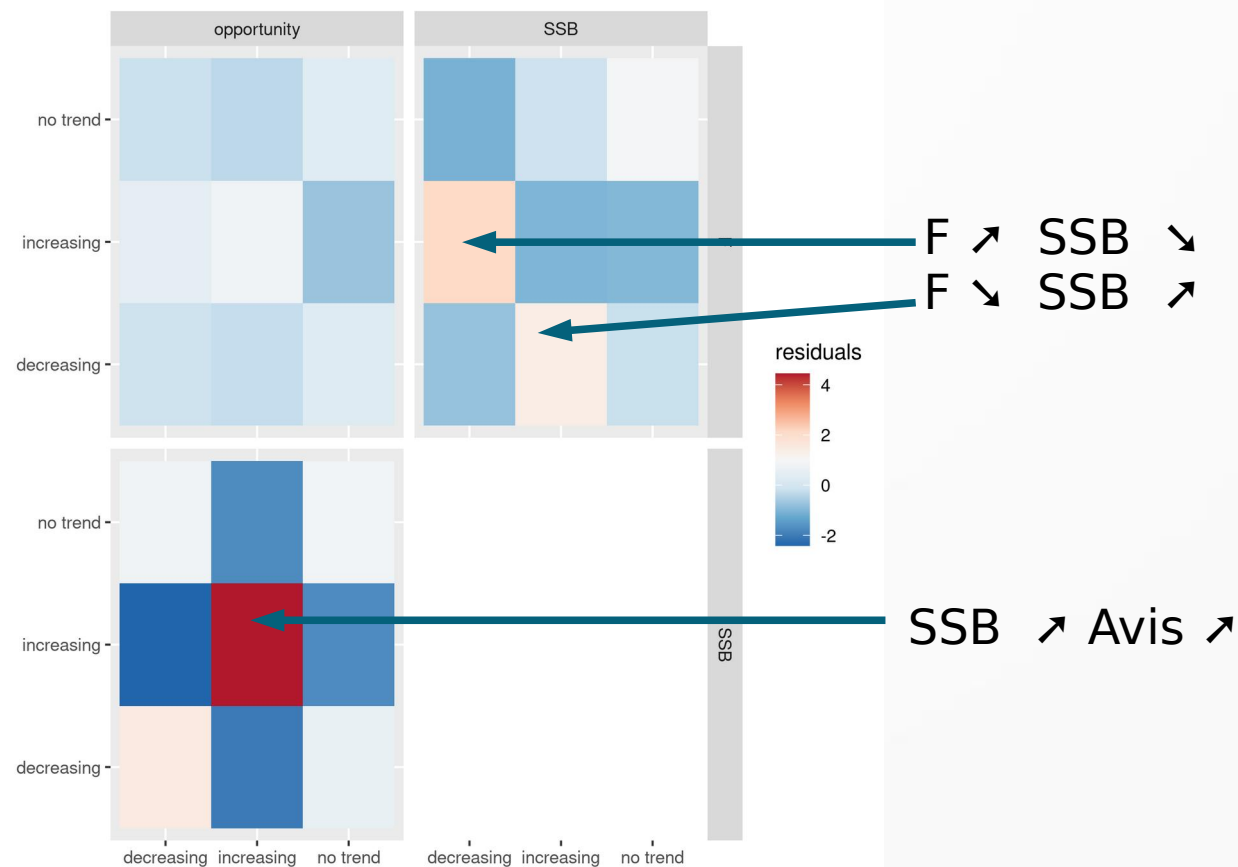 opportunity
SSB
no trend
increasing
decreasing
F ➚ SSB ➘
F ➘ SSB ➚
residuals
4
2
0
-2
no trend
increasing
decreasing
SSB
SSB ➚ Avis ➚
decreasing increasing no trend
decreasing increasing no trend